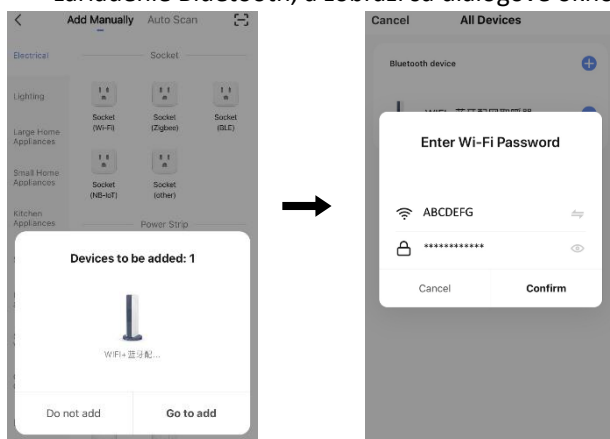 Add Manually Auto Scan
Electrical
Socket
Lighting
Socket (Wi-Fi)
Socket (Zigbee)
Socket (BLE)
Large Home Appliances
Small Home Appliances
Socket (NB-IoT)
Socket (other)
Kitchen Appliances
Power Strip
Devices to be added: 1
WIFI+蓝牙配...
Do not add
Go to add
Cancel All Devices
Bluetooth device
Enter Wi-Fi Password
ABCDEFG
************
Cancel
Confirm